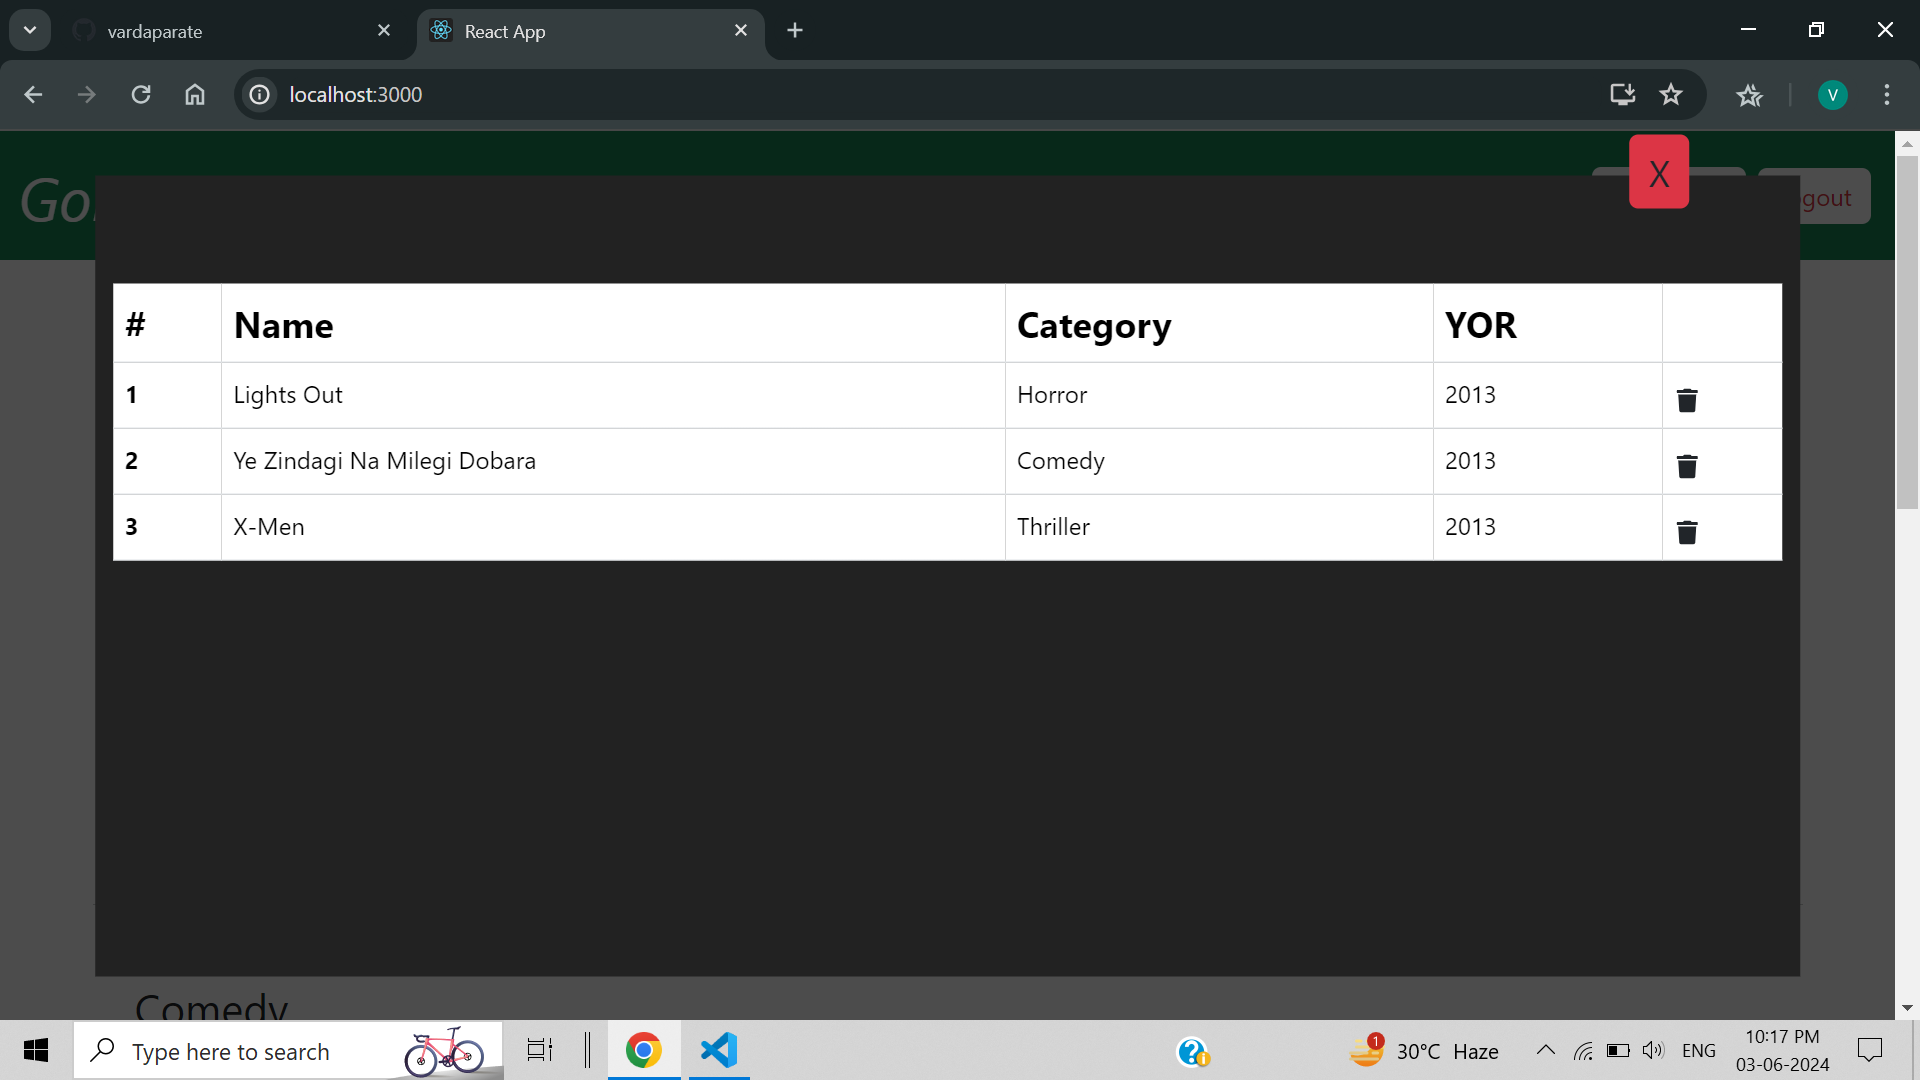 vardaparate
React App
localhost:3000
V
Go
X
gout
# Name Category YOR
1 Lights Out Horror 2013
2 Ye Zindagi Na Milegi Dobara Comedy 2013
3 X-Men Thriller 2013
Comedy
Type here to search
1
30°C Haze
ENG
10:17 PM
03-06-2024